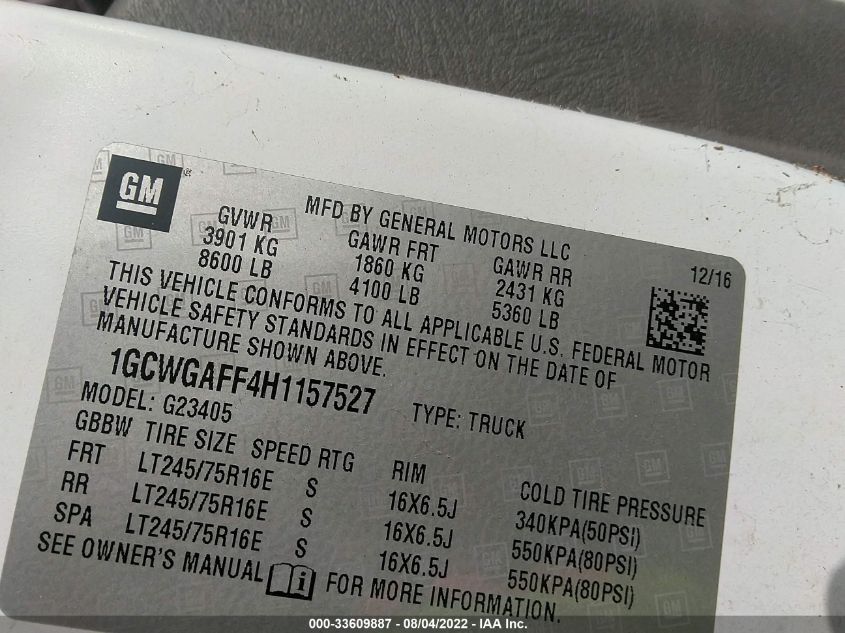 GM
MFD BY GENERAL MOTORS LLC
12/16
GVWR GAWR FRT GAWR RR
3901 KG 1860 KG 2431 KG
8600 LB 4100 LB 5360 LB
THIS VEHICLE CONFORMS TO ALL APPLICABLE U.S. FEDERAL MOTOR
VEHICLE SAFETY STANDARDS IN EFFECT ON THE DATE OF
MANUFACTURE SHOWN ABOVE.
1GCWGAFF4H1157527 TYPE: TRUCK
MODEL: G23405
GBBW TIRE SIZE SPEED RTG RIM COLD TIRE PRESSURE
FRT LT245/75R16E S 16X6.5J 340KPA(50PSI)
RR LT245/75R16E S 16X6.5J 550KPA(80PSI)
SPA LT245/75R16E S 16X6.5J 550KPA(80PSI)
SEE OWNER'S MANUAL FOR MORE INFORMATION.
000-33609887 - 08/04/2022 - IAA Inc.